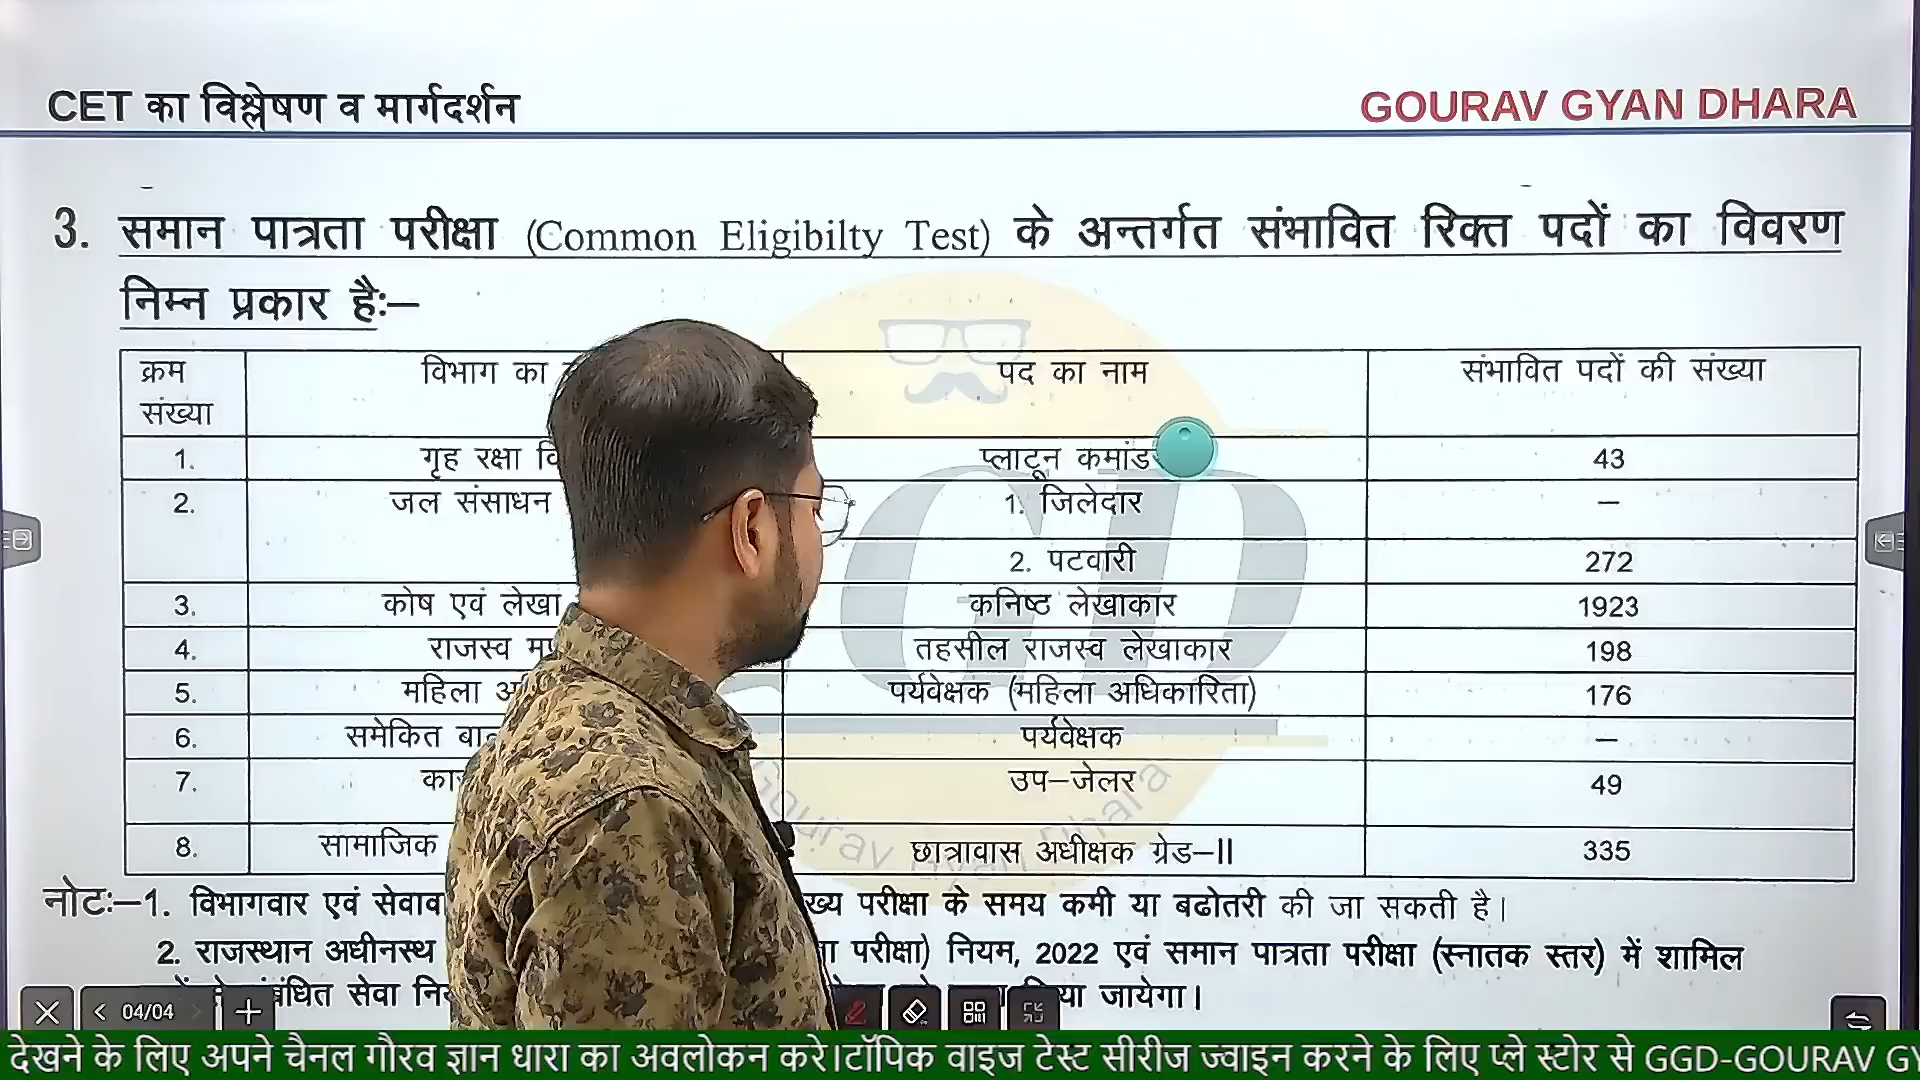 CET का विश्लेषण व मार्गदर्शन
GOURAV GYAN DHARA
3. समान पात्रता परीक्षा (Common Eligibilty Test) के अन्तर्गत संभावित रिक्त पदों का विवरण
निम्न प्रकार है:–
क्रम संख्या विभाग का पद का नाम संभावित पदों की संख्या
1. गृह रक्षा प्लाटून कमांडर 43
2. जल संसाधन 1. जिलेदार –
2. पटवारी 272
3. कोष एवं लेखा कनिष्ठ लेखाकार 1923
4. राजस्व तहसील राजस्व लेखाकार 198
5. महिला पर्यवेक्षक (महिला अधिकारिता) 176
6. समेकित पर्यवेक्षक –
7. उप–जेलर 49
8. सामाजिक छात्रावास अधीक्षक ग्रेड–II 335
नोट:–1. विभागवार एवं परीक्षा के समय कमी या बढोतरी की जा सकती है।
2. राजस्थान अधीनस्थ परीक्षा) नियम, 2022 एवं समान पात्रता परीक्षा (स्नातक स्तर) में शामिल
सेवा जायेगा।
04/04
देखने के लिए अपने चैनल गौरव ज्ञान धारा का अवलोकन करे।टॉपिक वाइज टेस्ट सीरीज ज्वाइन करने के लिए प्ले स्टोर से GGD-GOURAV